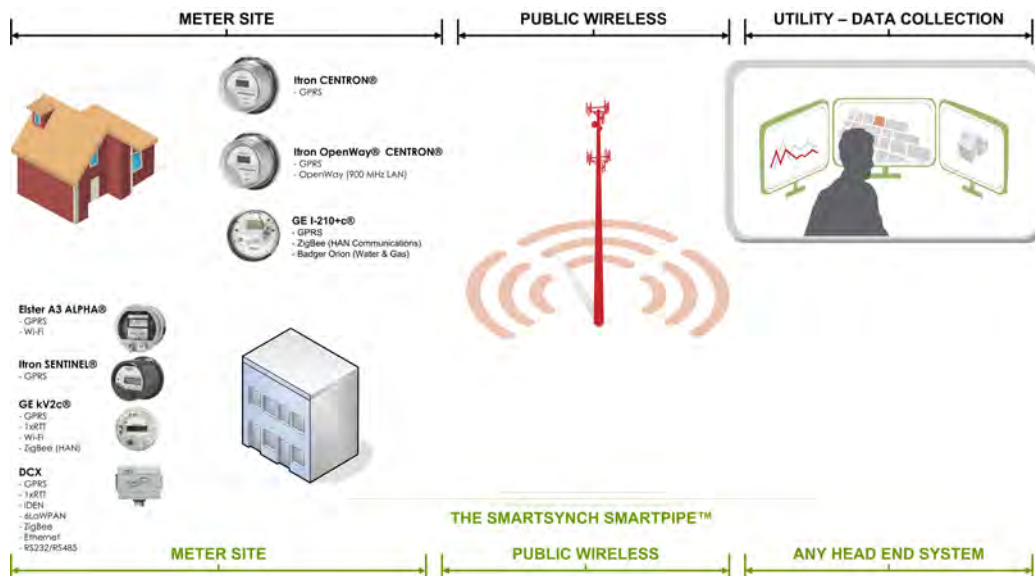 METER SITE
PUBLIC WIRELESS
UTILITY – DATA COLLECTION
Itron CENTRON®
- GPRS
Itron OpenWay® CENTRON®
- GPRS
- OpenWay (900 MHz LAN)
GE I-210+c®
- GPRS
- ZigBee (HAN Communications)
- Badger Orion (Water & Gas)
Elster A3 ALPHA®
- GPRS
- Wi-Fi
Itron SENTINEL®
- GPRS
GE kV2c®
- GPRS
- 1xRTT
- Wi-Fi
- ZigBee (HAN)
DCX
- GPRS
- 1xRTT
- iDEN
- 6LoWPAN
- ZigBee
- Ethernet
- RS232/RS485
THE SMARTSYNCH SMARTPIPE™
METER SITE
PUBLIC WIRELESS
ANY HEAD END SYSTEM